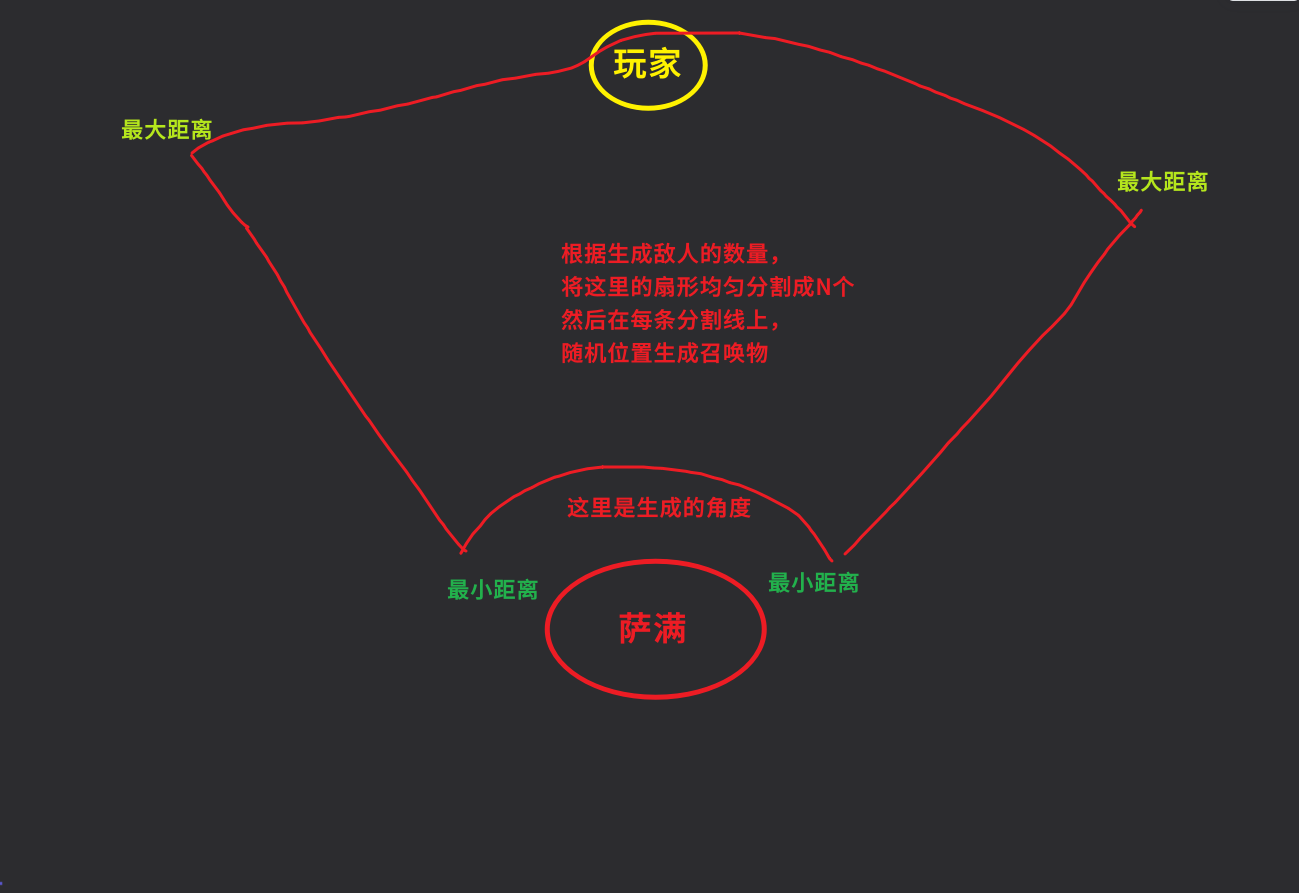 玩家
最大距离
最大距离
根据生成敌人的数量，
将这里的扇形均匀分割成N个
然后在每条分割线上，
随机位置生成召唤物
这里是生成的角度
最小距离
最小距离
萨满